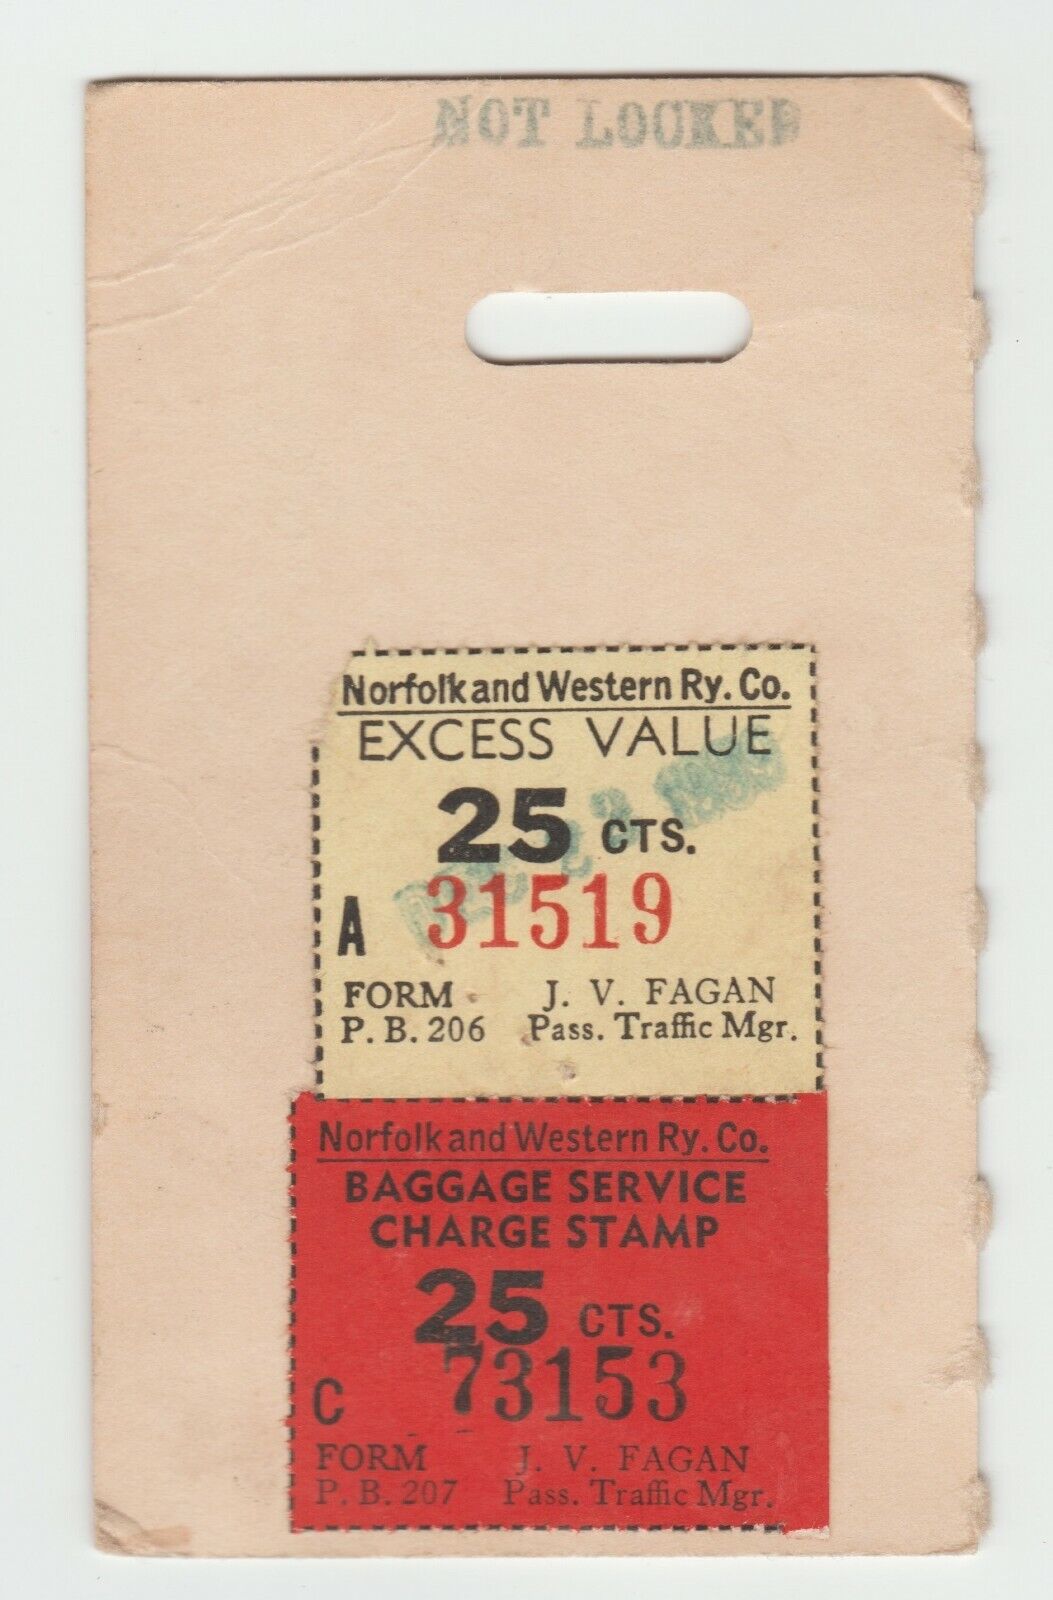 NOT LOCKED
Norfolk and Western Ry. Co.
EXCESS VALUE
25 CTS.
A 31519
FORM J. V. FAGAN
P. B. 206 Pass. Traffic Mgr.
Norfolk and Western Ry. Co.
BAGGAGE SERVICE
CHARGE STAMP
25 CTS.
C 73153
FORM J. V. FAGAN
P. B. 207 Pass. Traffic Mgr.